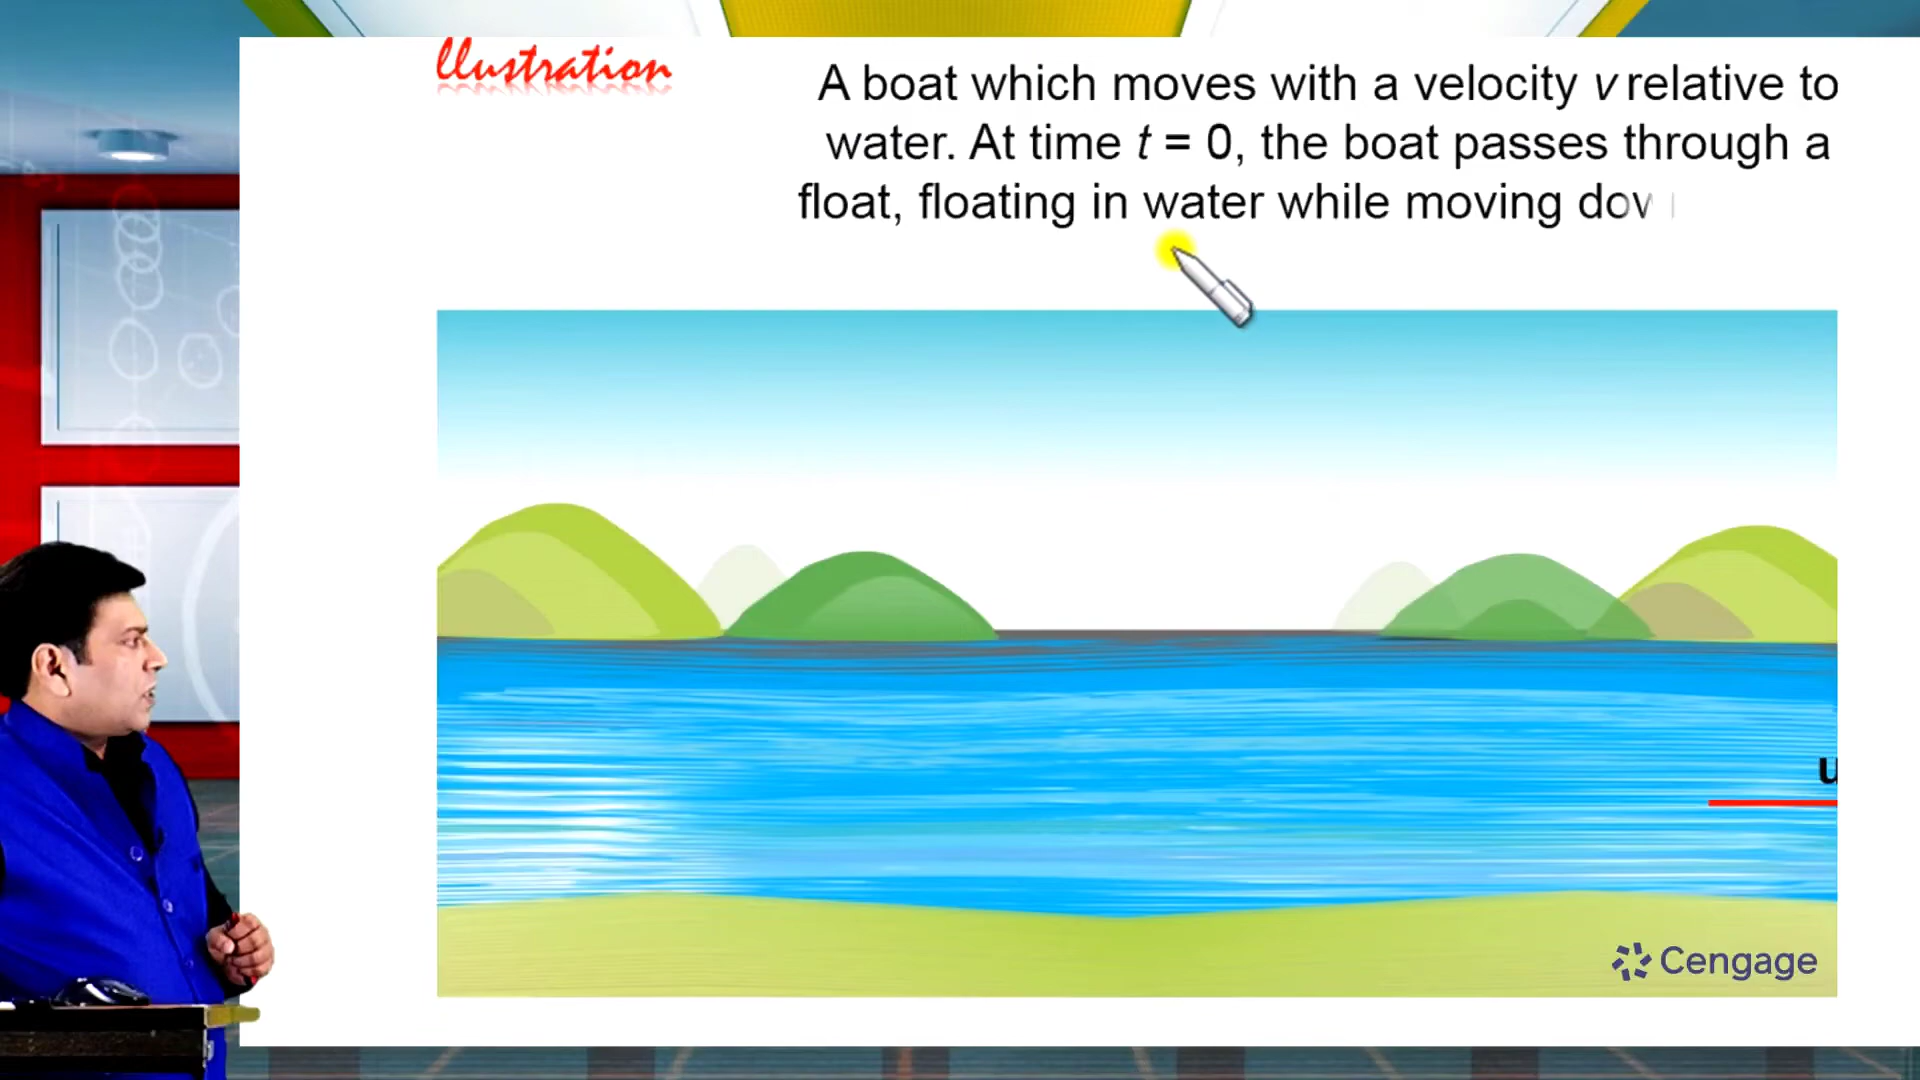 llustration
A boat which moves with a velocity v relative to
water. At time t = 0, the boat passes through a
float, floating in water while moving
u
Cengage